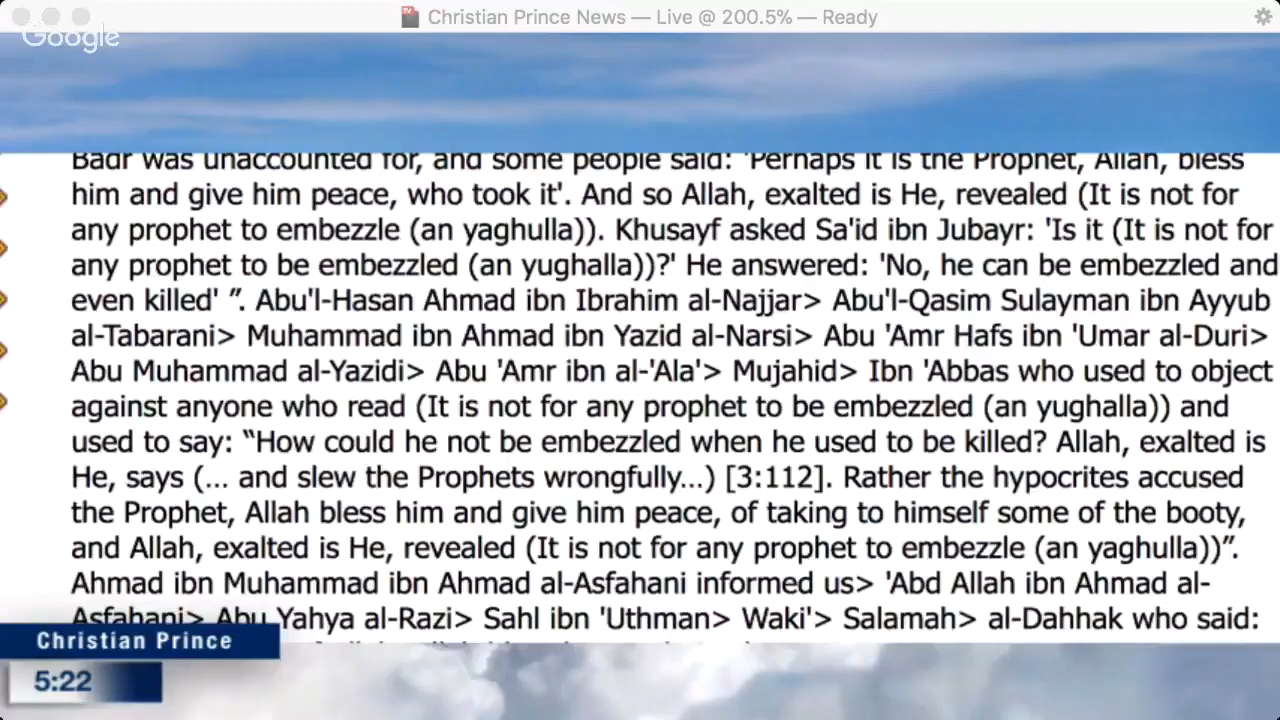 Christian Prince News — Live @ 200.5% — Ready
Google
Badr was unaccounted for, and some people said: 'Perhaps it is the Prophet, Allah, bless
him and give him peace, who took it'. And so Allah, exalted is He, revealed (It is not for
any prophet to embezzle (an yaghulla)). Khusayf asked Sa'id ibn Jubayr: 'Is it (It is not for
any prophet to be embezzled (an yughalla))?' He answered: 'No, he can be embezzled and
even killed' ”. Abu'l-Hasan Ahmad ibn Ibrahim al-Najjar> Abu'l-Qasim Sulayman ibn Ayyub
al-Tabarani> Muhammad ibn Ahmad ibn Yazid al-Narsi> Abu 'Amr Hafs ibn 'Umar al-Duri>
Abu Muhammad al-Yazidi> Abu 'Amr ibn al-'Ala'> Mujahid> Ibn 'Abbas who used to object
against anyone who read (It is not for any prophet to be embezzled (an yughalla)) and
used to say: “How could he not be embezzled when he used to be killed? Allah, exalted is
He, says (... and slew the Prophets wrongfully...) [3:112]. Rather the hypocrites accused
the Prophet, Allah bless him and give him peace, of taking to himself some of the booty,
and Allah, exalted is He, revealed (It is not for any prophet to embezzle (an yaghulla))”.
Ahmad ibn Muhammad ibn Ahmad al-Asfahani informed us> 'Abd Allah ibn Ahmad al-
Asfahani> Abu Yahya al-Razi> Sahl ibn 'Uthman> Waki'> Salamah> al-Dahhak who said:
Christian Prince
5:22